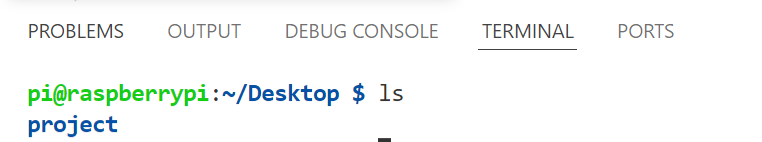 PROBLEMS OUTPUT DEBUG CONSOLE TERMINAL PORTS
pi@raspberrypi:~/Desktop $ ls
project